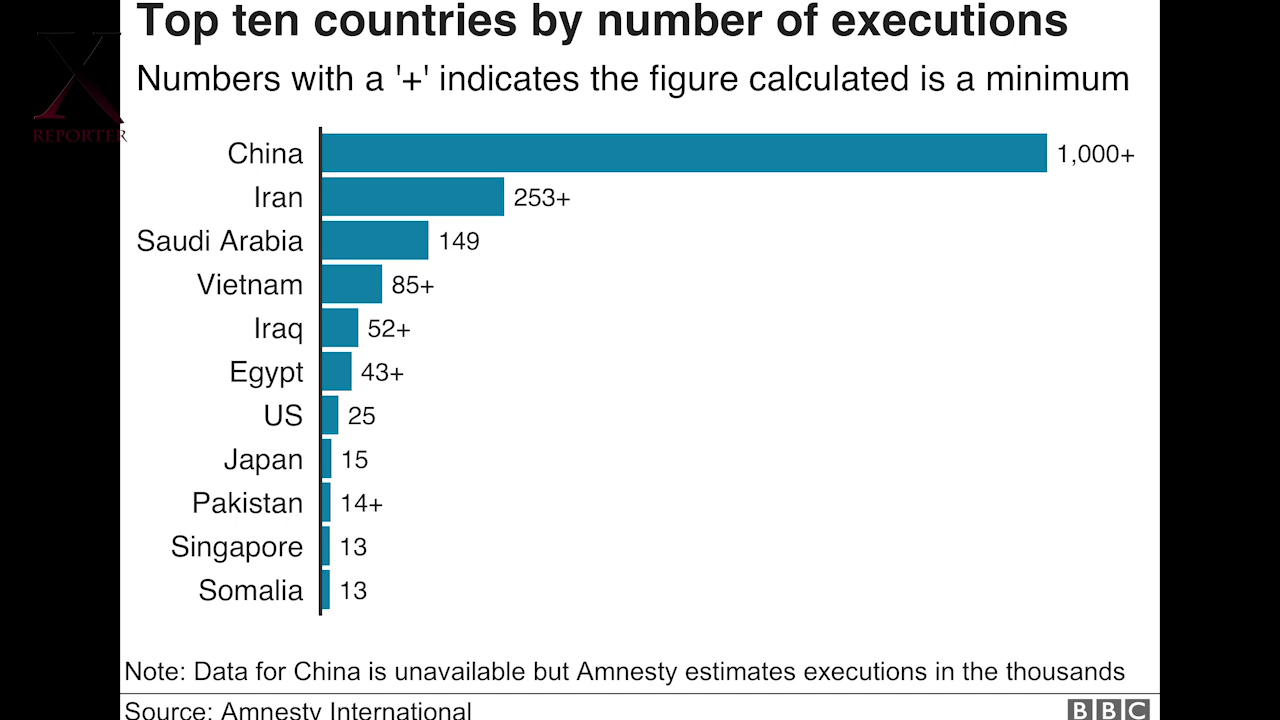 Top ten countries by number of executions
Numbers with a '+' indicates the figure calculated is a minimum
X
REPORTER
China 1,000+
Iran 253+
Saudi Arabia 149
Vietnam 85+
Iraq 52+
Egypt 43+
US 25
Japan 15
Pakistan 14+
Singapore 13
Somalia 13
Note: Data for China is unavailable but Amnesty estimates executions in the thousands
Source: Amnesty International
BBC